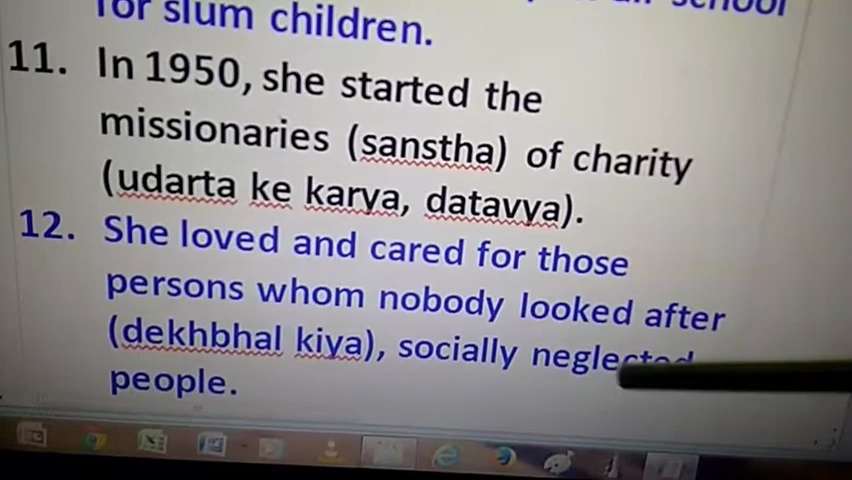 for slum children.
11. In 1950, she started the
missionaries (sanstha) of charity
(udarta ke karya, datavya).
12. She loved and cared for those
persons whom nobody looked after
(dekhbhal kiya), socially neglected
people.